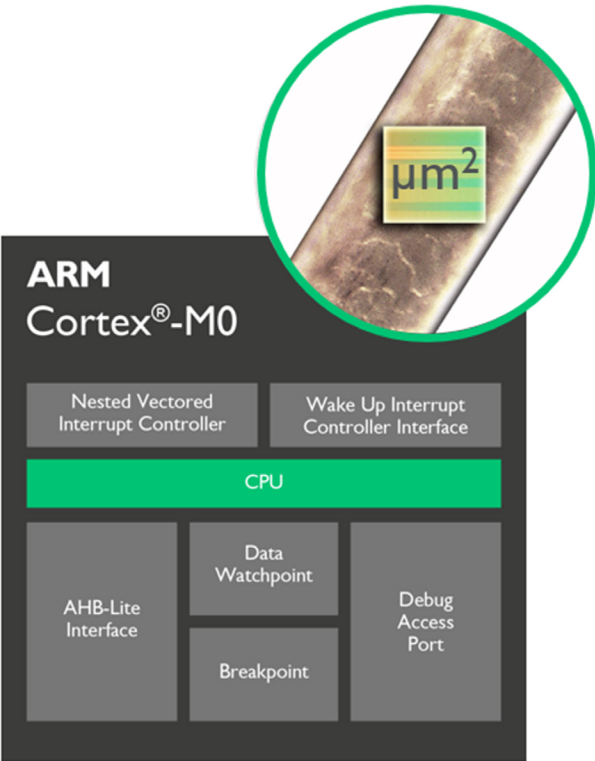 µm²
ARM
Cortex®-M0
Nested Vectored
Interrupt Controller
Wake Up Interrupt
Controller Interface
CPU
AHB-Lite
Interface
Data
Watchpoint
Breakpoint
Debug
Access
Port